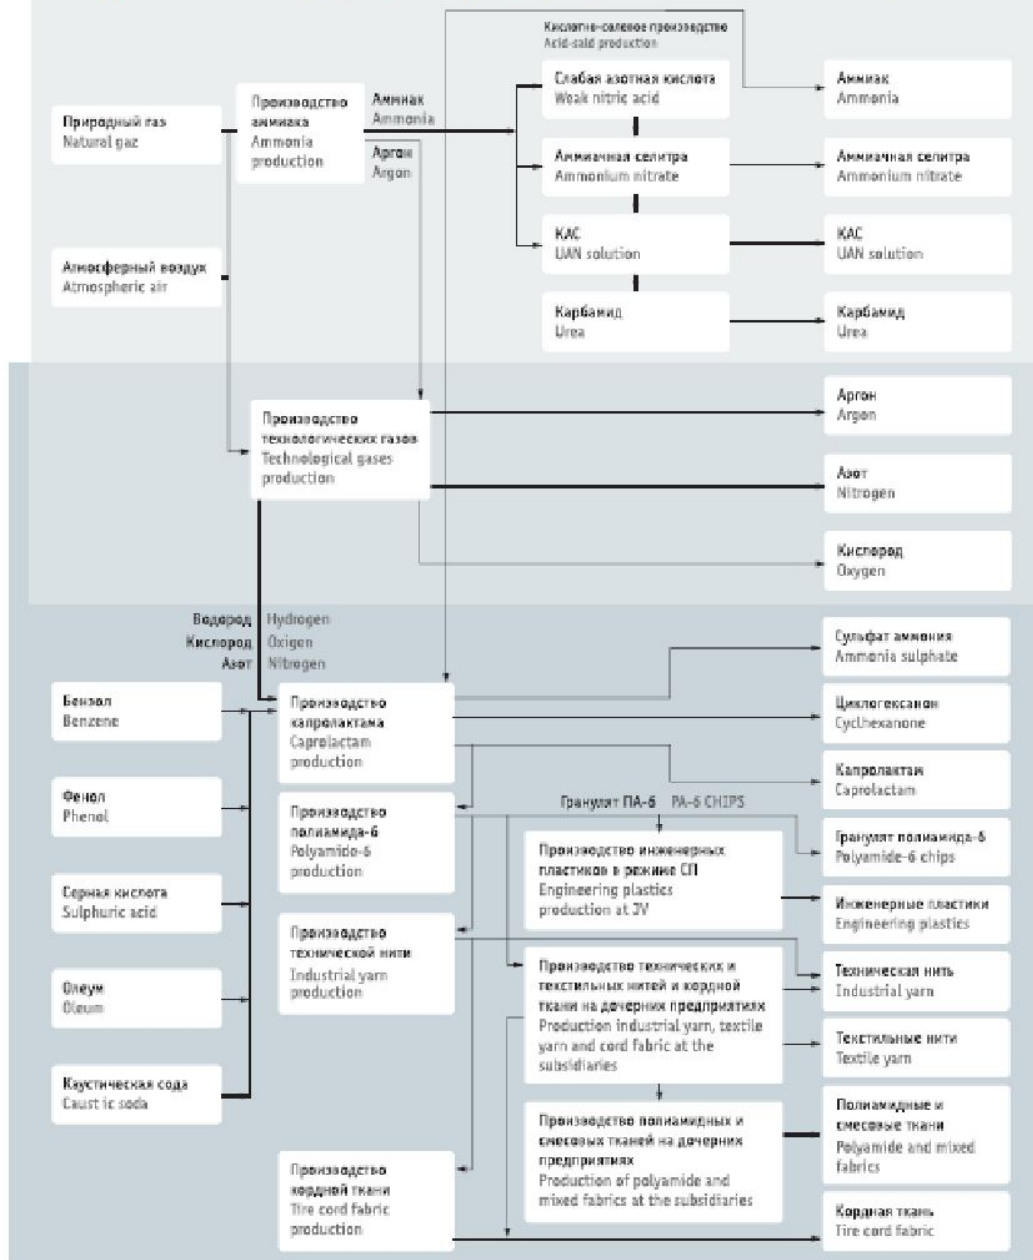 Кислотно-солевое производство
Acid-sald production
Слабая азотная кислота
Weak nitric acid
Аммиак
Ammonia
Природный газ
Natural gaz
Производство
аммиака
Ammonia
production
Аммиак
Ammonia
Аргон
Argon
Аммиачная селитра
Ammonium nitrate
Аммиачная селитра
Ammonium nitrate
КАС
UAN solution
КАС
UAN solution
Атмосферный воздух
Atmospheric air
Карбамид
Urea
Карбамид
Urea
Производство
технологических газов
Technological gases
production
Аргон
Argon
Азот
Nitrogen
Кислород
Oxygen
Водород Hydrogen
Кислород Oxigen
Азот Nitrogen
Сульфат аммония
Ammonia sulphate
Бензол
Benzene
Производство
капролактама
Caprolactam
production
Циклогексанон
Cyclhexanone
Капролактам
Caprolactam
Фенол
Phenol
Производство
полиамида-6
Polyamide-6
production
Гранулят ПА-6 PA-6 CHIPS
Производство инженерных
пластиков в режиме СП
Engineering plastics
production at JV
Гранулят полиамида-6
Polyamide-6 chips
Серная кислота
Sulphuric acid
Инженерные пластики
Engineering plastics
Производство
технической нити
Industrial yarn
production
Производство технических и
текстильных нитей и кордной
ткани на дочерних предприятиях
Production industrial yarn, textile
yarn and cord fabric at the
subsidiaries
Техническая нить
Industrial yarn
Олеум
Oleum
Текстильные нити
Textile yarn
Каустическая сода
Caust ic soda
Производство полиамидных и
смесовых тканей на дочерних
предприятиях
Production of polyamide and
mixed fabrics at the subsidiaries
Полиамидные и
смесовые ткани
Polyamide and mixed
fabrics
Производство
кордной ткани
Tire cord fabric
production
Кордная ткань
Tire cord fabric